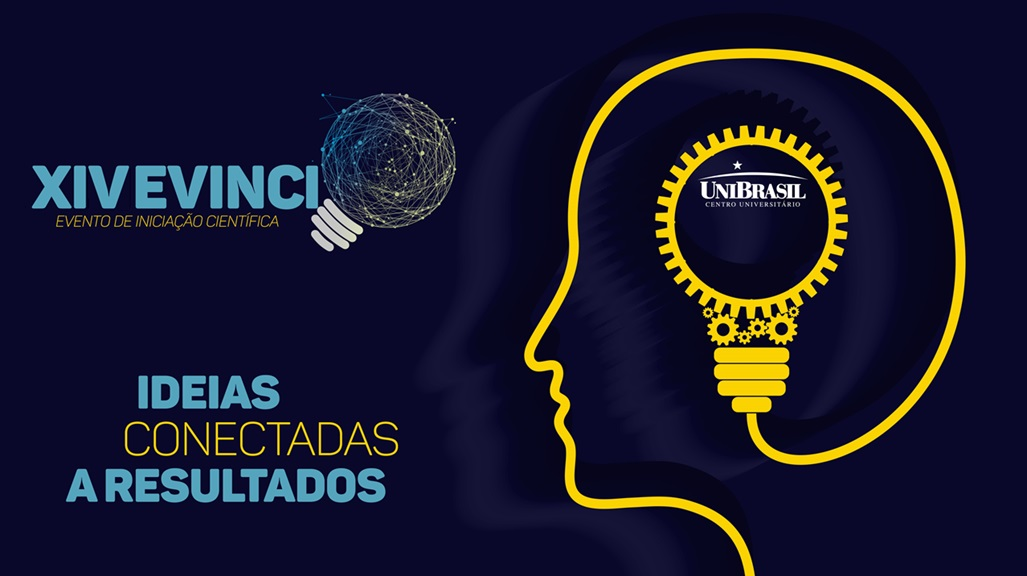 XIV EVINCI
EVENTO DE INICIAÇÃO CIENTÍFICA
IDEIAS
CONECTADAS
A RESULTADOS
UNIBRASIL
CENTRO UNIVERSITÁRIO